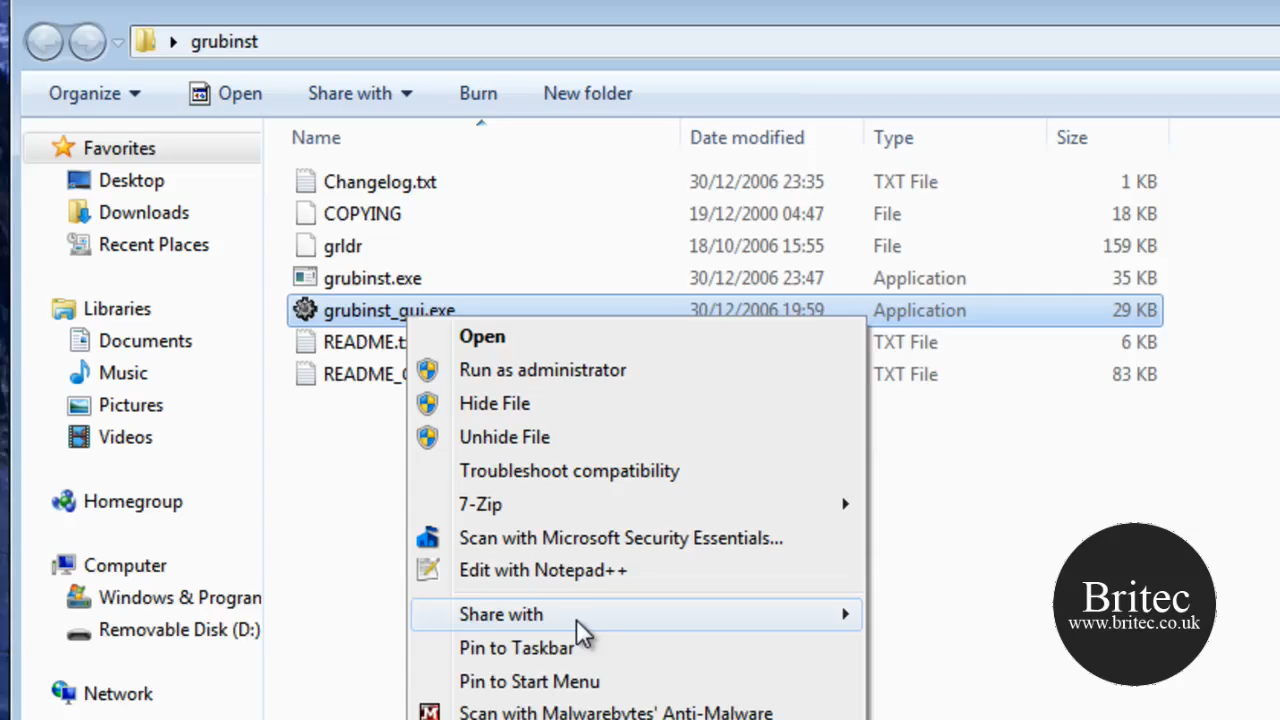 grubinst
Organize Open Share with Burn New folder
Name Date modified Type Size
Favorites
Desktop
Downloads
Recent Places
Libraries
Documents
Music
Pictures
Videos
Homegroup
Computer
Windows & Progran
Removable Disk (D:)
Network
Changelog.txt 30/12/2006 23:35 TXT File 1 KB
COPYING 19/12/2000 04:47 File 18 KB
grldr 18/10/2006 15:55 File 159 KB
grubinst.exe 30/12/2006 23:47 Application 35 KB
grubinst_gui.exe 30/12/2006 19:59 Application 29 KB
README.t TXT File 6 KB
README_ TXT File 83 KB
Open
Run as administrator
Hide File
Unhide File
Troubleshoot compatibility
7-Zip
Scan with Microsoft Security Essentials...
Edit with Notepad++
Share with
Pin to Taskbar
Pin to Start Menu
Scan with Malwarebytes' Anti-Malware
Britec
www.britec.co.uk